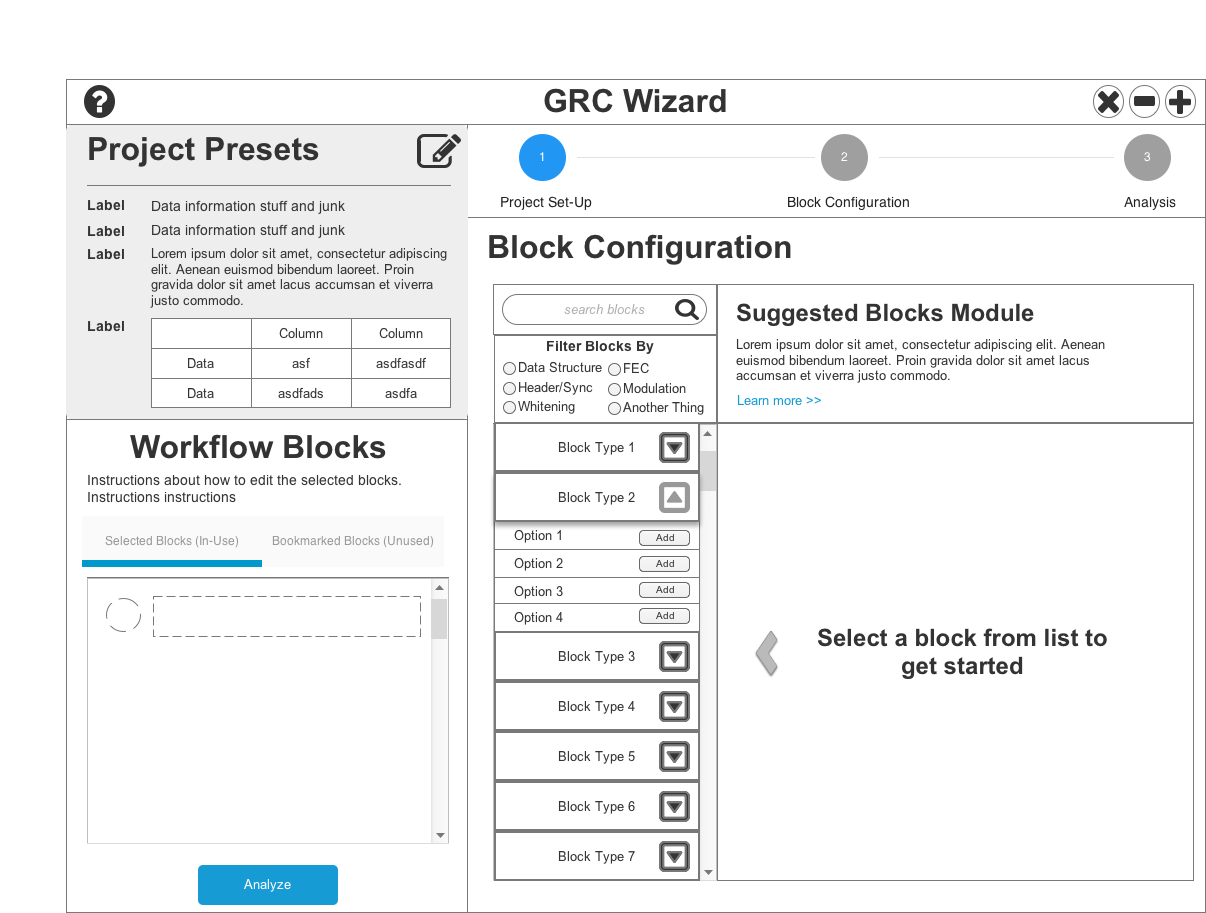 GRC Wizard
Project Presets
Label Data information stuff and junk
Label Data information stuff and junk
Label Lorem ipsum dolor sit amet, consectetur adipiscing
elit. Aenean euismod bibendum laoreet. Proin
gravida dolor sit amet lacus accumsan et viverra
justo commodo.
Label
Column Column
Data asf asdfasdf
Data asdfads asdfa
Workflow Blocks
Instructions about how to edit the selected blocks.
Instructions instructions
Selected Blocks (In-Use) Bookmarked Blocks (Unused)
Analyze
1 2 3
Project Set-Up Block Configuration Analysis
Block Configuration
search blocks
Filter Blocks By
Data Structure FEC
Header/Sync Modulation
Whitening Another Thing
Block Type 1
Block Type 2
Option 1 Add
Option 2 Add
Option 3 Add
Option 4 Add
Block Type 3
Block Type 4
Block Type 5
Block Type 6
Block Type 7
Suggested Blocks Module
Lorem ipsum dolor sit amet, consectetur adipiscing elit. Aenean
euismod bibendum laoreet. Proin gravida dolor sit amet lacus
accumsan et viverra justo commodo.
Learn more >>
Select a block from list to
get started